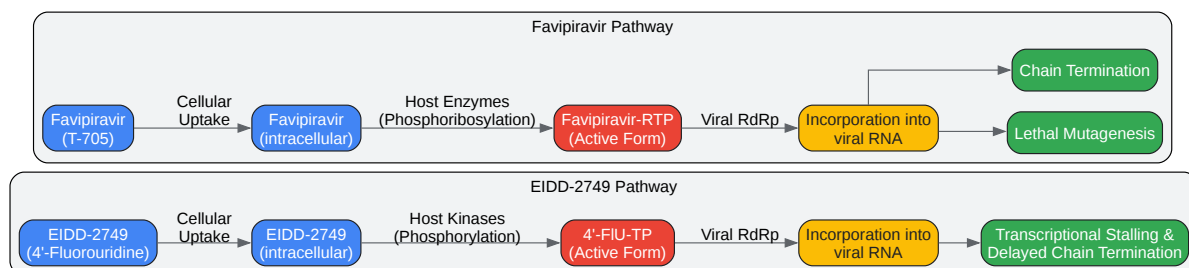 Favipiravir Pathway
Favipiravir
(T-705)
Cellular
Uptake
Favipiravir
(intracellular)
Host Enzymes
(Phosphoribosylation)
Favipiravir-RTP
(Active Form)
Viral RdRp
Incorporation into
viral RNA
Chain Termination
Lethal Mutagenesis
EIDD-2749 Pathway
EIDD-2749
(4'-Fluorouridine)
Cellular
Uptake
EIDD-2749
(intracellular)
Host Kinases
(Phosphorylation)
4'-FlU-TP
(Active Form)
Viral RdRp
Incorporation into
viral RNA
Transcriptional Stalling &
Delayed Chain Termination